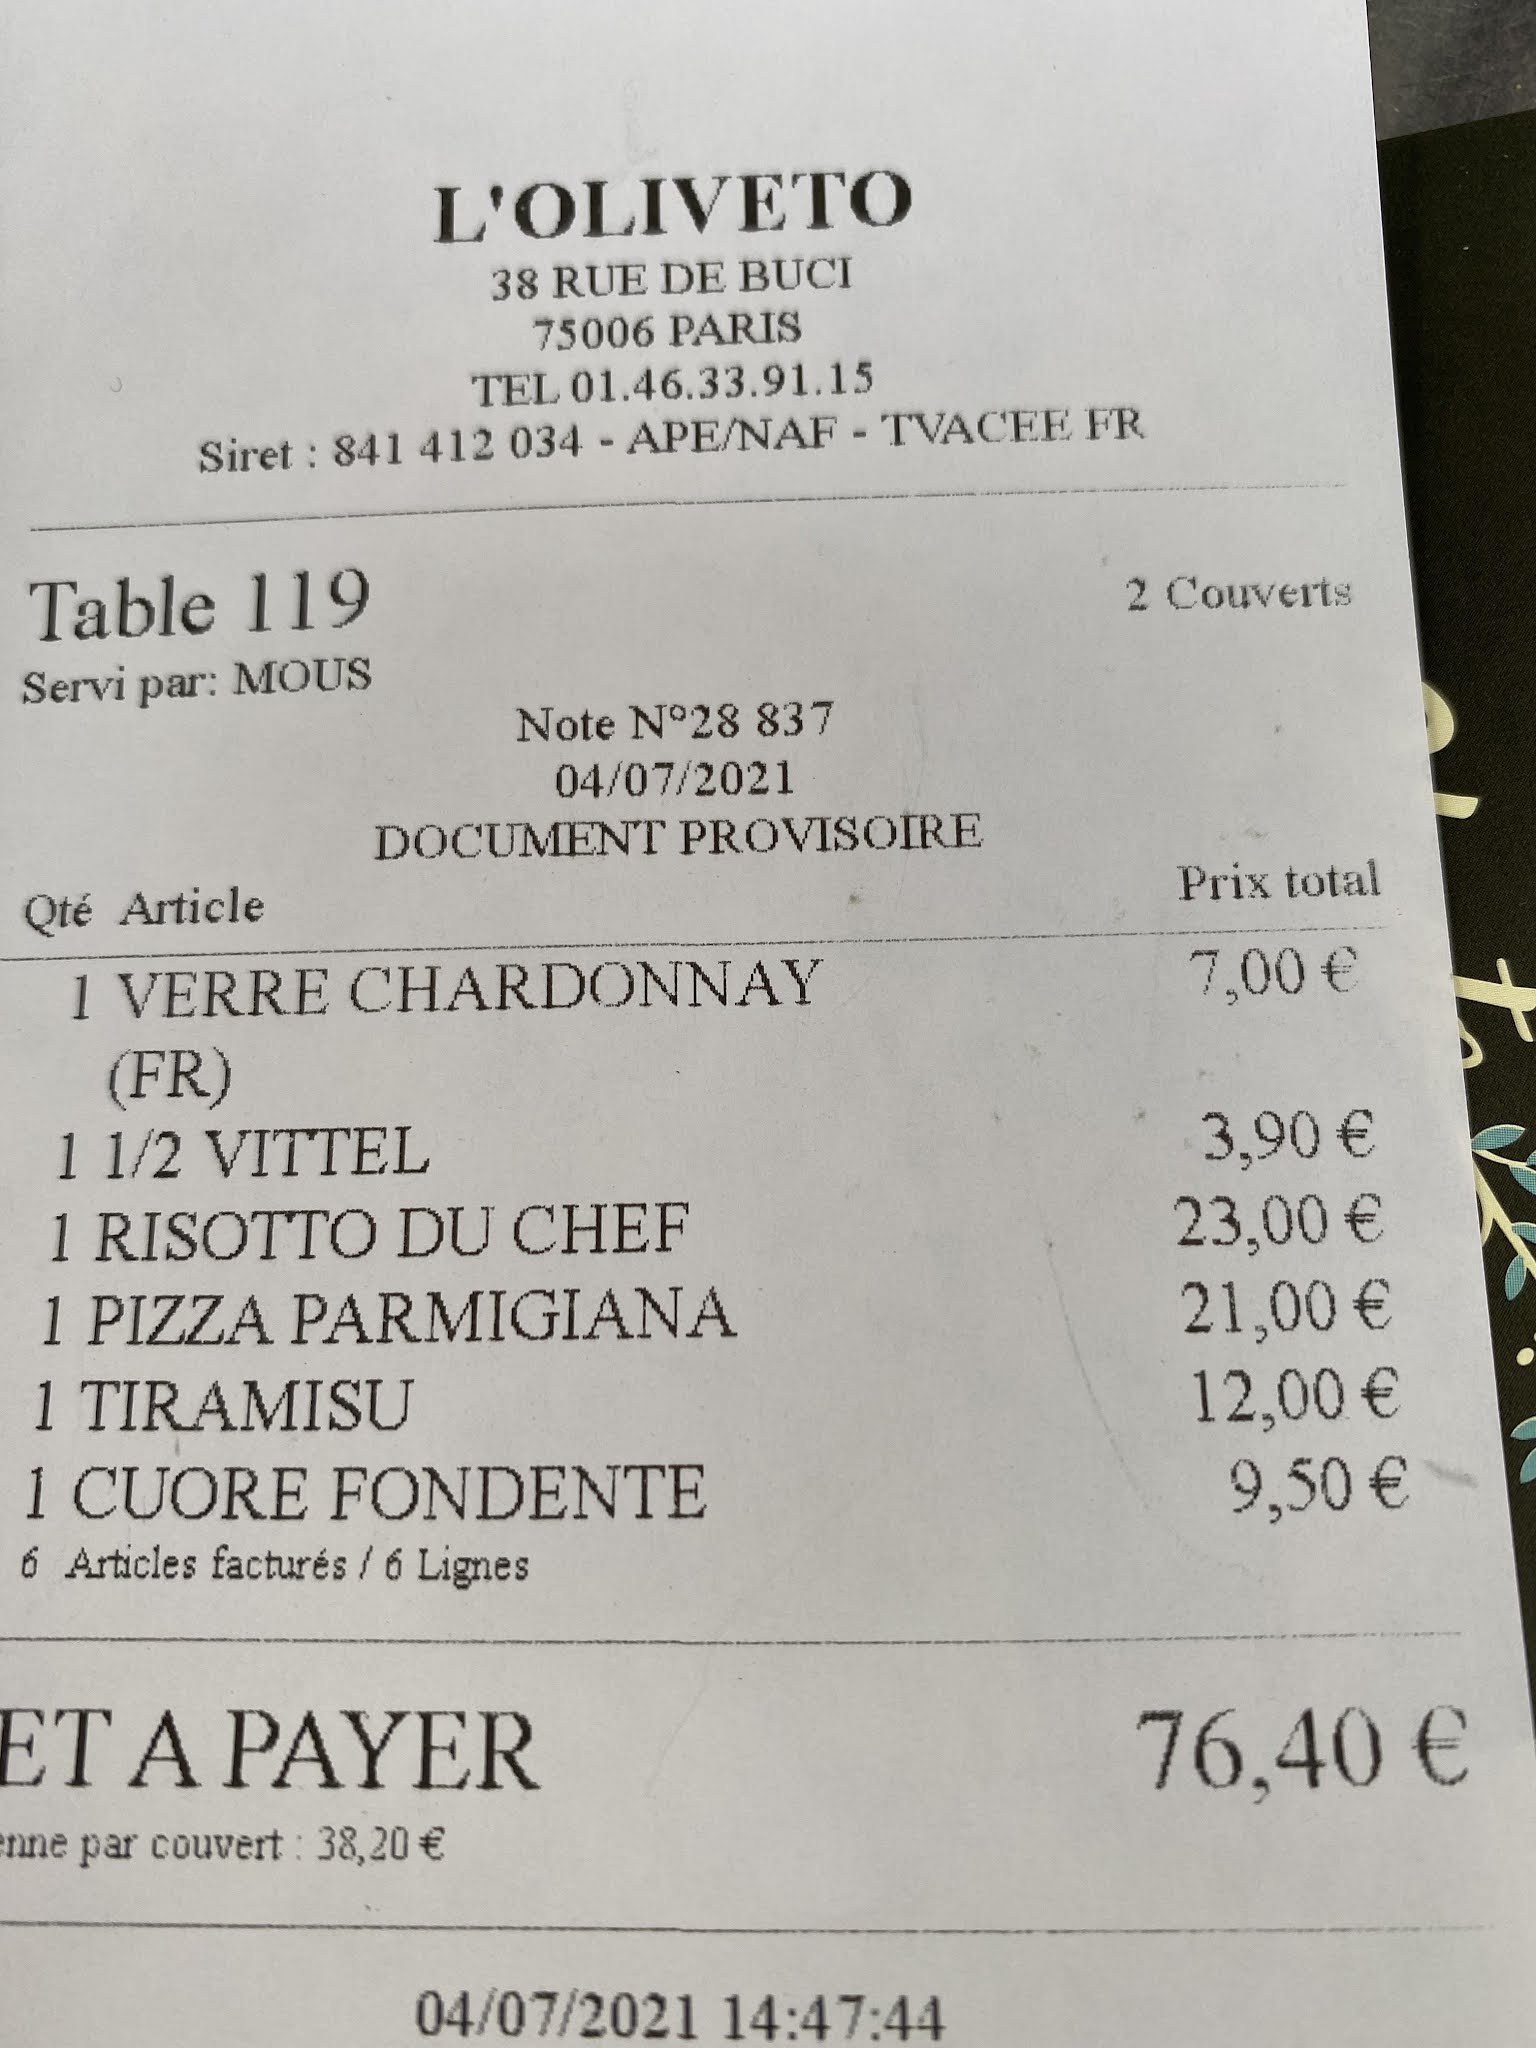 L'OLIVETO
38 RUE DE BUCI
75006 PARIS
TEL 01.46.33.91.15
Siret : 841 412 034 - APE/NAF - TVACEE FR
Table 119
2 Couverts
Servi par: MOUS
Note N°28 837
04/07/2021
DOCUMENT PROVISOIRE
Qté Article Prix total
1 VERRE CHARDONNAY 7,00 €
(FR)
1 1/2 VITTEL 3,90 €
1 RISOTTO DU CHEF 23,00 €
1 PIZZA PARMIGIANA 21,00 €
1 TIRAMISU 12,00 €
1 CUORE FONDENTE 9,50 €
6 Articles facturés / 6 Lignes
ET A PAYER 76,40 €
enne par couvert : 38,20 €
04/07/2021 14:47:44